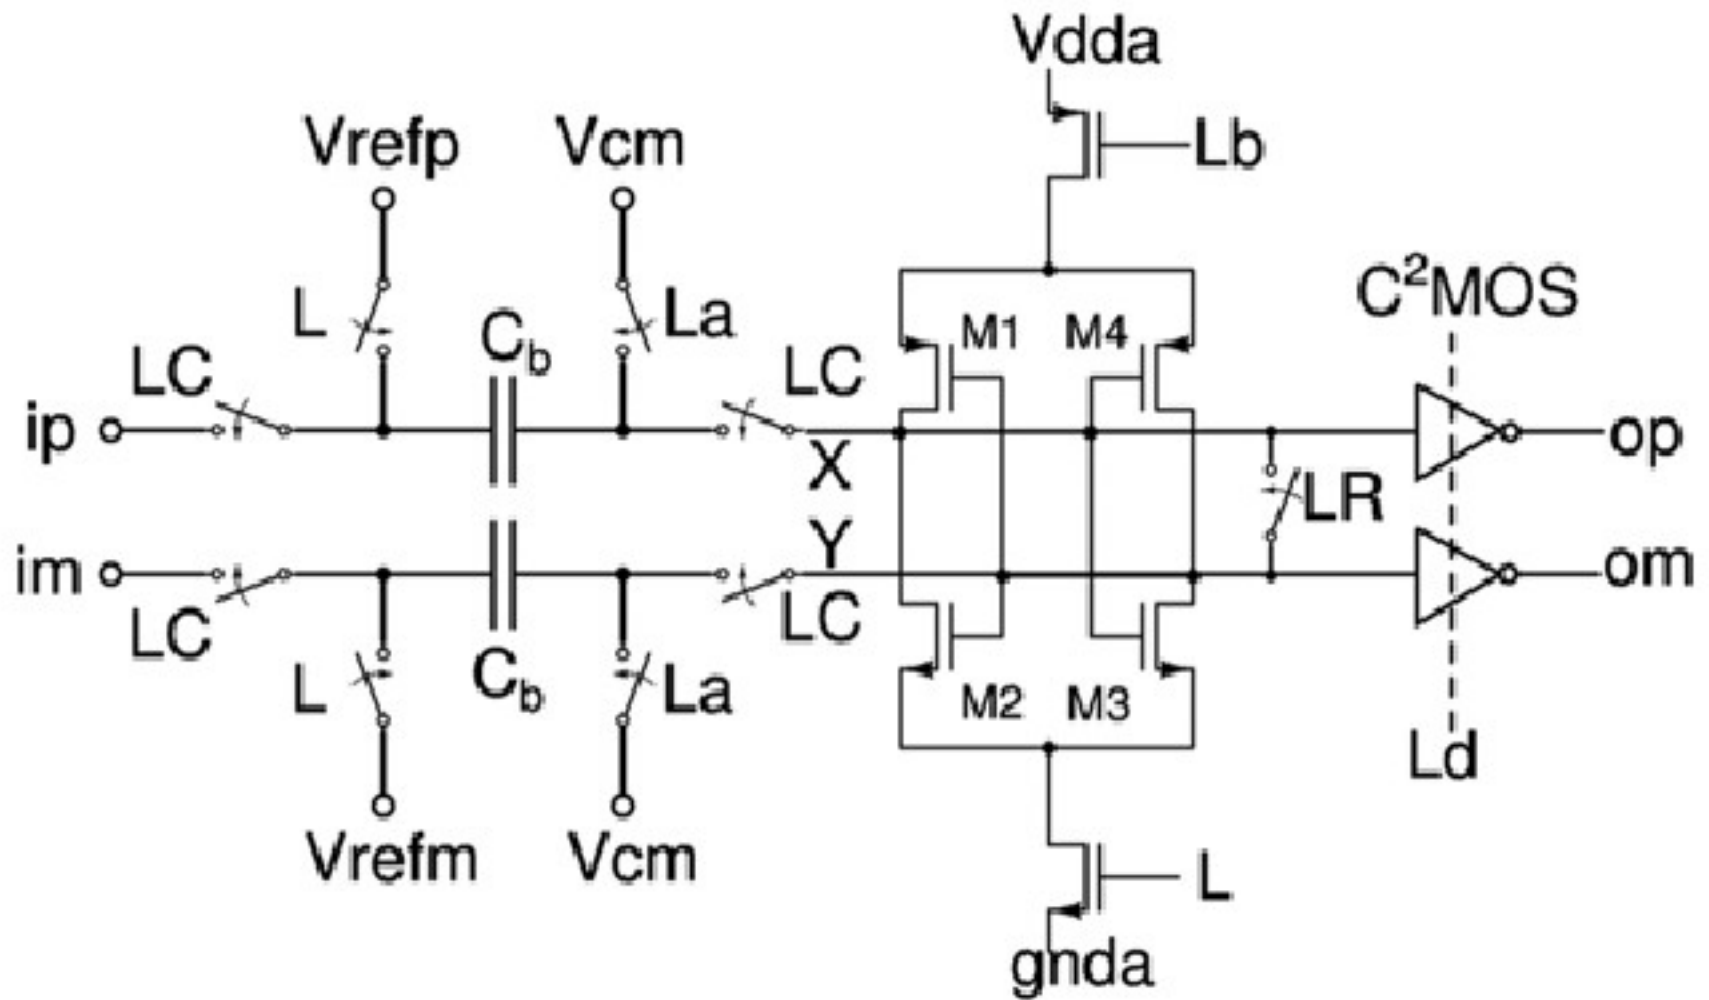 Vdda
Vrefp Vcm Lb
L La C²MOS
LC Cb LC M1 M4
ip X op
LR
im Y om
LC Cb LC
L La M2 M3
Ld
Vrefm Vcm L
gnda